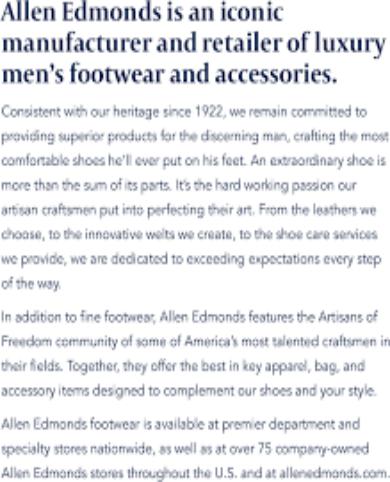 Allen Edmonds is an iconic
manufacturer and retailer of luxury
men's footwear and accessories.
Consistent with our heritage since 1922, we remain committed to
providing superior products for the discerning man, crafting the most
comfortable shoes he'll ever put on his feet. An extraordinary shoe is
more than the sum of its parts. It's the hard working passion our
artisan craftsmen put into perfecting their art. From the leathers we
choose, to the innovative welts we create, to the shoe care services
we provide, we are dedicated to exceeding expectations every step
of the way.
In addition to fine footwear, Allen Edmonds features the Artisans of
Freedom community of some of America's most talented craftsmen in
their fields. Together, they offer the best in key apparel, bag, and
accessory items designed to complement our shoes and your style.
Allen Edmonds footwear is available at premier department and
specialty stores nationwide, as well as at over 75 company-owned
Allen Edmonds stores throughout the U.S. and at allenedmonds.com.